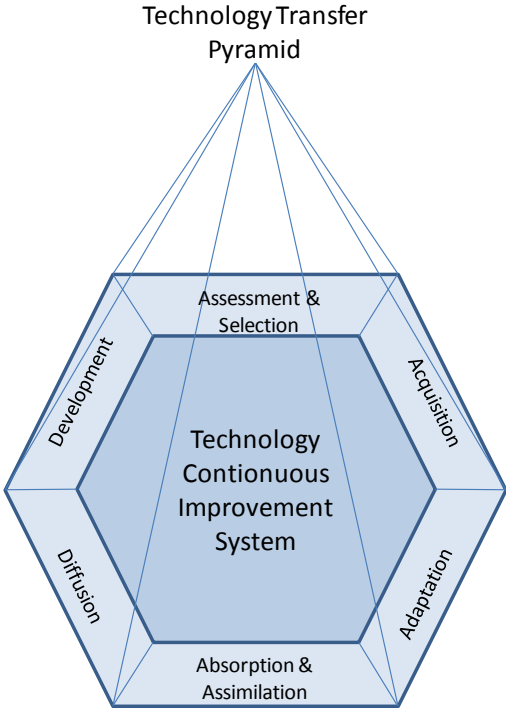 Technology Transfer
Pyramid
Assessment &
Selection
Development
Acquisition
Technology
Contionuous
Improvement
System
Diffusion
Adaptation
Absorption &
Assimilation